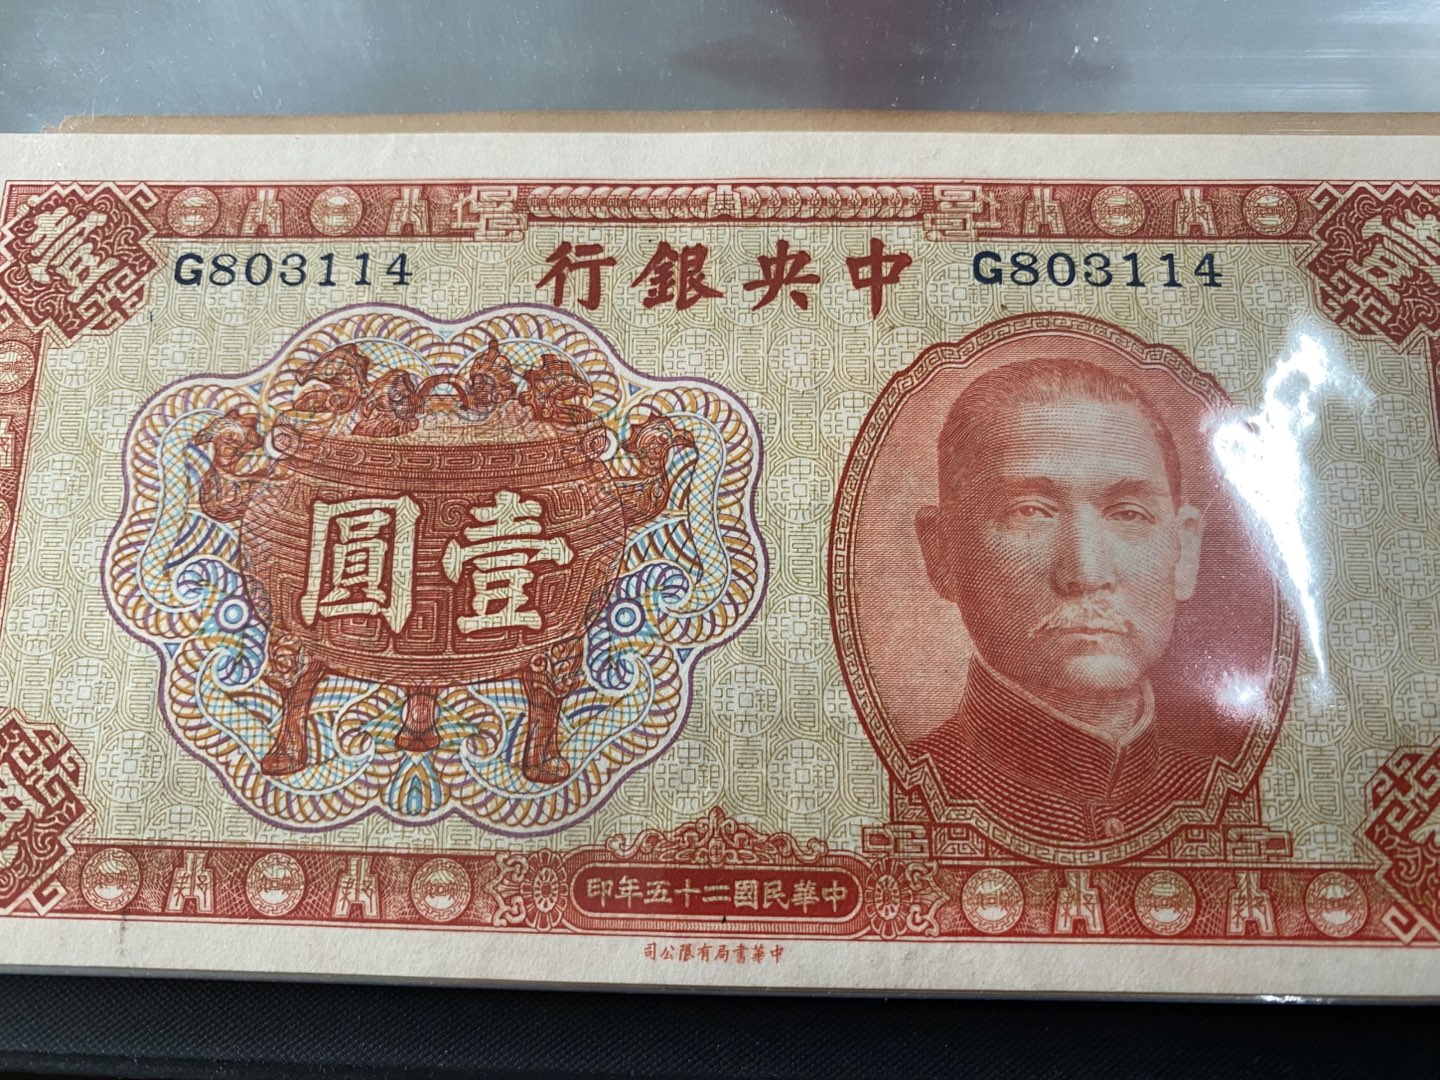 G803114
中央銀行
G803114
壹圓
中華民國二十五年印
中華書局有限公司